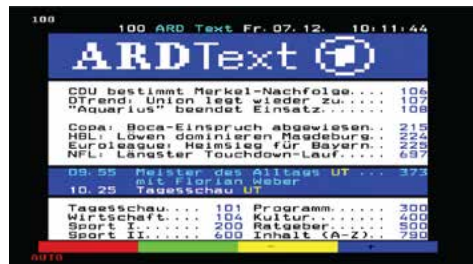 100
100 ARD Text Fr. 07. 12. 10:11:44
ARDText 1
CDU bestimmt Merkel-Nachfolge.... 106
DTrend: Union legt wieder zu..... 107
"Aquarius" beendet Einsatz....... 108
Copa: Boca-Einspruch abgewiesen.. 215
HBL: Löwen dominieren Magdeburg.. 224
Euroleague: Heimsieg für Bayern.. 225
NFL: Längster Touchdown-Lauf..... 697
09.55 Meister des Alltags UT ... 373
mit Florian Weber
10.25 Tagesschau UT
Tagesschau.... 101 Programm...... 300
Wirtschaft.... 104 Kultur........ 400
Sport I....... 200 Ratgeber...... 500
Sport II...... 600 Inhalt (A-Z).. 790
- +
AUTO